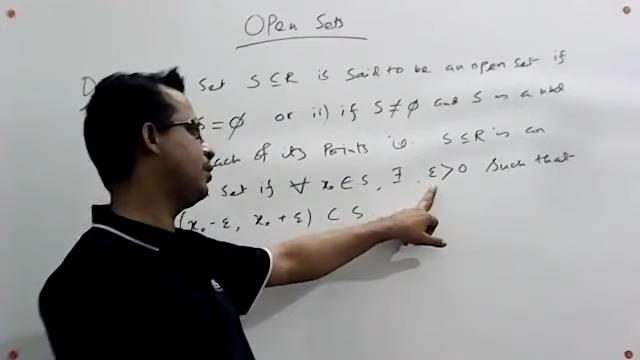 Open Sets
D Set S ⊆ R is said to be an open set if
S = ϕ or ii) if S ≠ ϕ and S is a nbd
each of its Points i.e. S ⊆ R is an
set if ∀ x₀ ∈ S, ∃ ε > 0 such that
(x₀ - ε, x₀ + ε) ⊂ S.